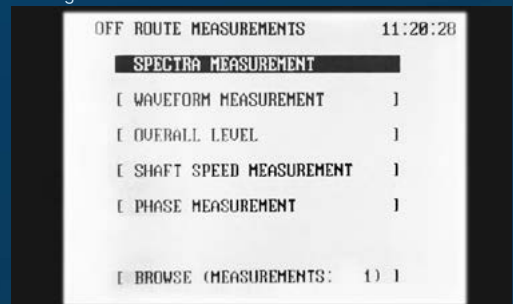 OFF ROUTE MEASUREMENTS 11:20:28
SPECTRA MEASUREMENT
[ WAVEFORM MEASUREMENT ]
[ OVERALL LEVEL ]
[ SHAFT SPEED MEASUREMENT ]
[ PHASE MEASUREMENT ]
[ BROWSE (MEASUREMENTS: 1) ]